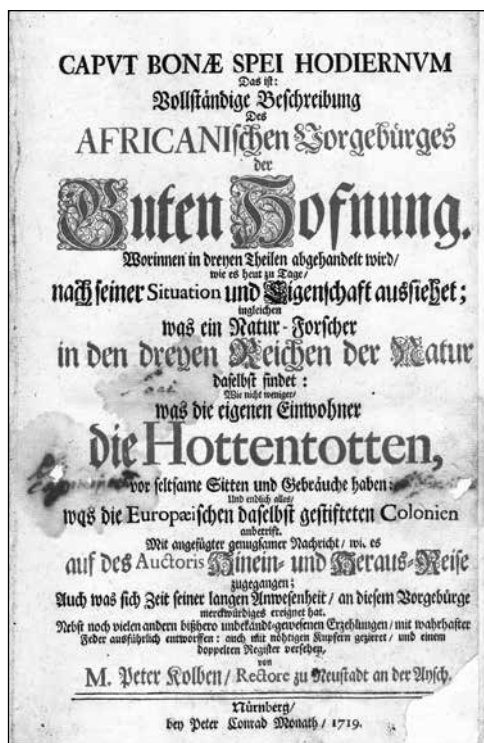 CAPVT BONÆ SPEI HODIERNVM
Das ist:
Vollständige Beschreibung
Des
AFRICANischen Vorgebürges
der
Guten Hofnung.
Worinnen in dreyen Theilen abgehandelt wird/
wie es heut zu Tage/
nach seiner Situation und Eigenschaft aussiehet;
ingleichen
was ein Natur-Forscher
in den dreyen Reichen der Natur
daselbst findet:
Wie nicht weniger/
was die eigenen Einwohner
die Hottentotten,
vor seltsame Sitten und Gebräuche haben:
Und endlich alles/
was die Europæischen daselbst gestifteten Colonien
anbetrift.
Mit angefügter genugsamer Nachricht/ wie es
auf des Auctoris Hinein- und Heraus-Reise
zugegangen;
Auch was sich Zeit seiner langen Anwesenheit/ an diesem Vorgebürge
merckwürdiges ereignet hat.
Nebst noch vielen andern bißhero unbekandt-gewesenen Erzehlungen/ mit wahrhafter
Feder ausführlich entworffen: auch mit nöhtigen Kupfern gezieret/ und einem
doppelten Register versehen,
von
M. Peter Kolben/ Rectore zu Neustadt an der Aysch.
Nürnberg/
bey Peter Conrad Monath/ 1719.